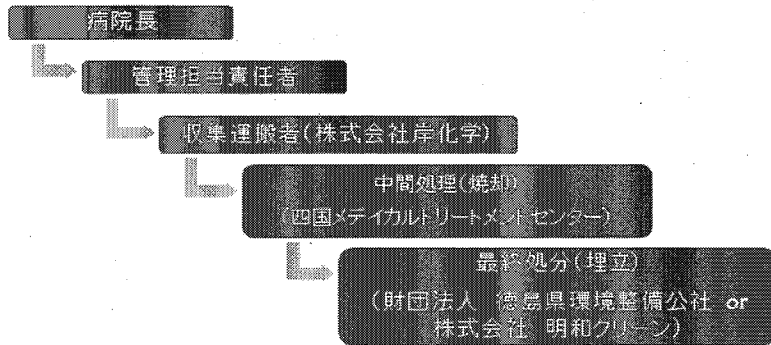 病院長
管理担当責任者
収集運搬者(株式会社岸化学)
中間処理(焼却)
(四国メデイカルトリートメントセンター)
最終処分(埋立)
(財団法人 徳島県環境整備公社 or
株式会社 明和クリーン)